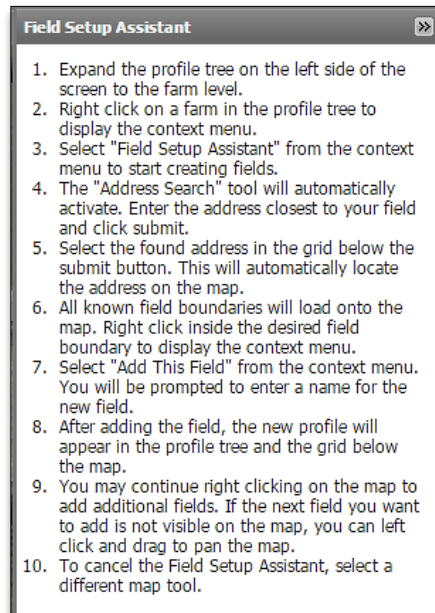 Field Setup Assistant
1. Expand the profile tree on the left side of the
screen to the farm level.
2. Right click on a farm in the profile tree to
display the context menu.
3. Select "Field Setup Assistant" from the context
menu to start creating fields.
4. The "Address Search" tool will automatically
activate. Enter the address closest to your field
and click submit.
5. Select the found address in the grid below the
submit button. This will automatically locate
the address on the map.
6. All known field boundaries will load onto the
map. Right click inside the desired field
boundary to display the context menu.
7. Select "Add This Field" from the context menu.
You will be prompted to enter a name for the
new field.
8. After adding the field, the new profile will
appear in the profile tree and the grid below
the map.
9. You may continue right clicking on the map to
add additional fields. If the next field you want
to add is not visible on the map, you can left
click and drag to pan the map.
10. To cancel the Field Setup Assistant, select a
different map tool.